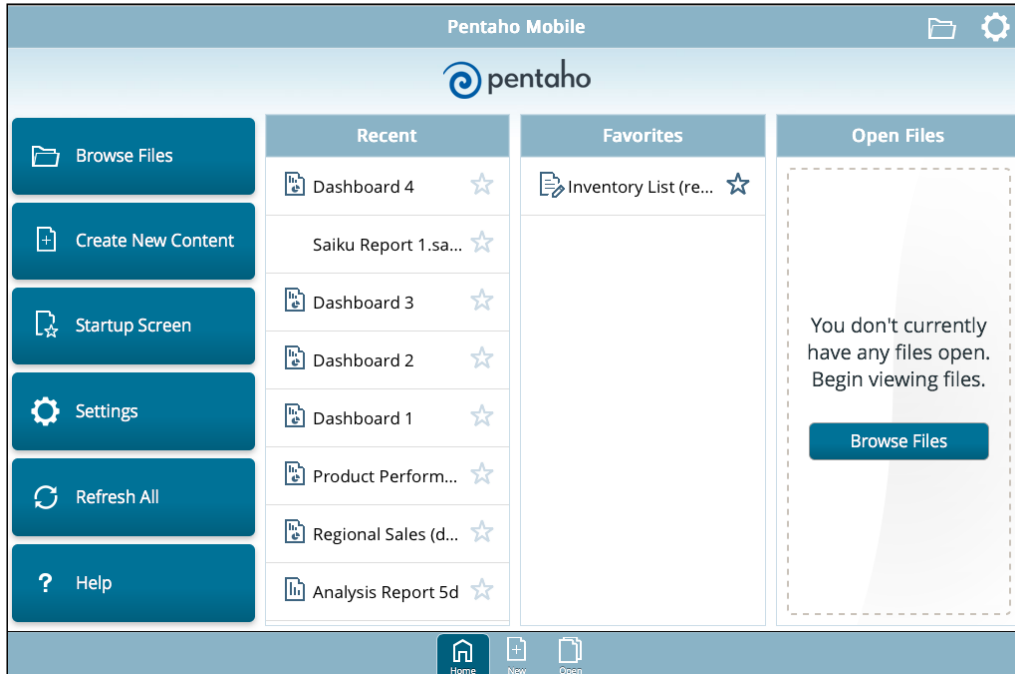 Pentaho Mobile
pentaho
Browse Files
Create New Content
Startup Screen
Settings
Refresh All
? Help
Recent
Dashboard 4
Saiku Report 1.sa...
Dashboard 3
Dashboard 2
Dashboard 1
Product Perform...
Regional Sales (d...
Analysis Report 5d
Favorites
Inventory List (re...
Open Files
You don't currently
have any files open.
Begin viewing files.
Browse Files
Home
New
Open